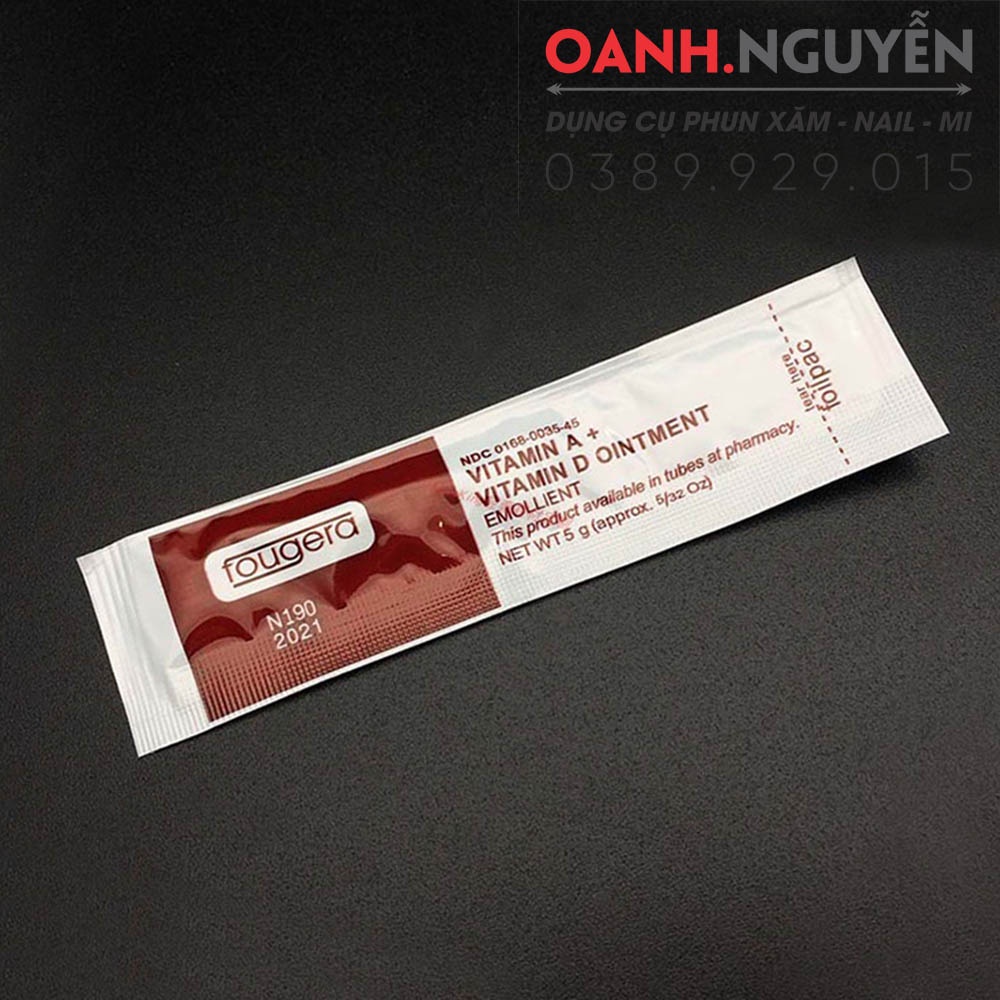 OANH.NGUYỄN
DỤNG CỤ PHUN XĂM - NAIL - MI
0389.929.015
NDC 0168-0035-45
VITAMIN A +
VITAMIN D OINTMENT
EMOLLIENT
This product available in tubes at pharmacy.
NET WT 5 g (approx. 5/32 Oz)
tear here
foilpac
fougera
N190
2021